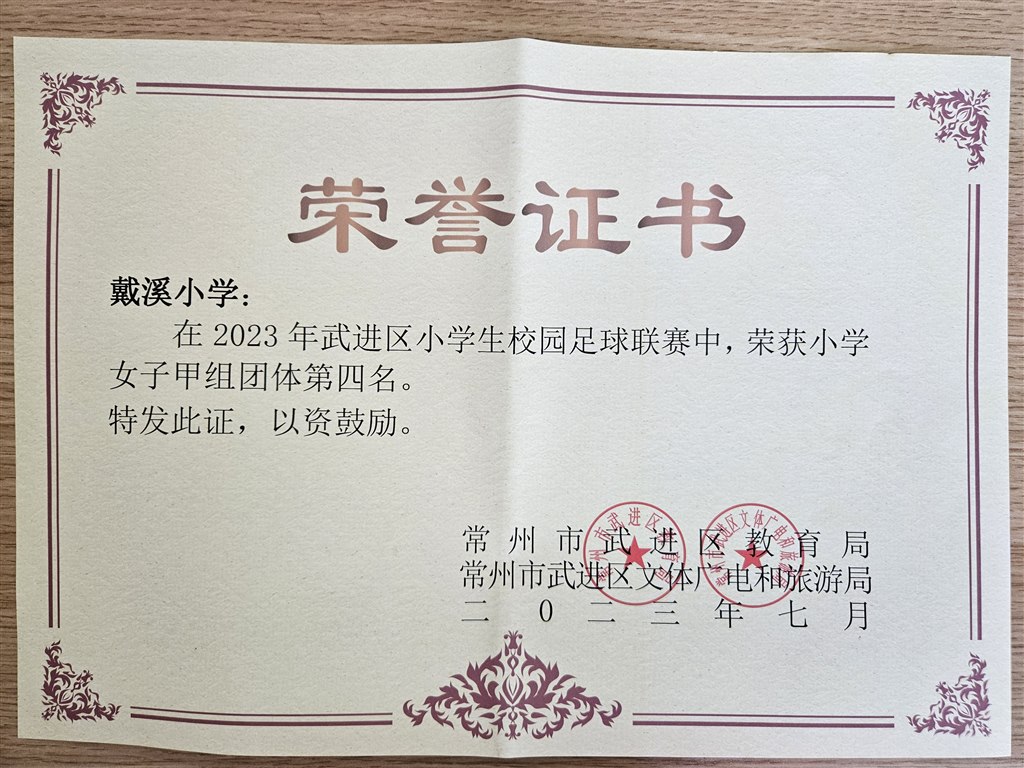 荣誉证书
戴溪小学：
在 2023 年武进区小学生校园足球联赛中，荣获小学
女子甲组团体第四名。
特发此证，以资鼓励。
常州市武进区教育局
常州市武进区文体广电和旅游局
二0二三年七月